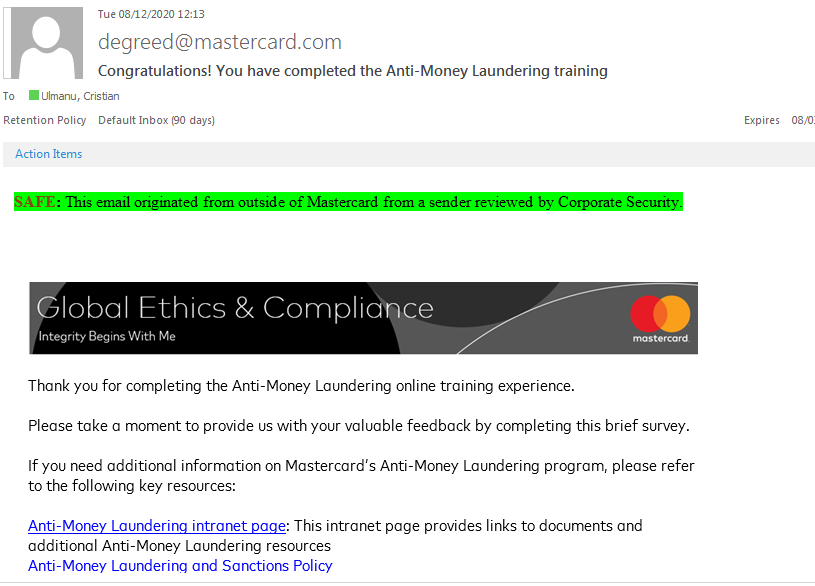 Tue 08/12/2020 12:13
degreed@mastercard.com
Congratulations! You have completed the Anti-Money Laundering training
To Ulmanu, Cristian
Retention Policy Default Inbox (90 days) Expires 08/03
Action Items
SAFE: This email originated from outside of Mastercard from a sender reviewed by Corporate Security.
Global Ethics & Compliance
Integrity Begins With Me
mastercard.
Thank you for completing the Anti-Money Laundering online training experience.
Please take a moment to provide us with your valuable feedback by completing this brief survey.
If you need additional information on Mastercard's Anti-Money Laundering program, please refer
to the following key resources:
Anti-Money Laundering intranet page: This intranet page provides links to documents and
additional Anti-Money Laundering resources
Anti-Money Laundering and Sanctions Policy